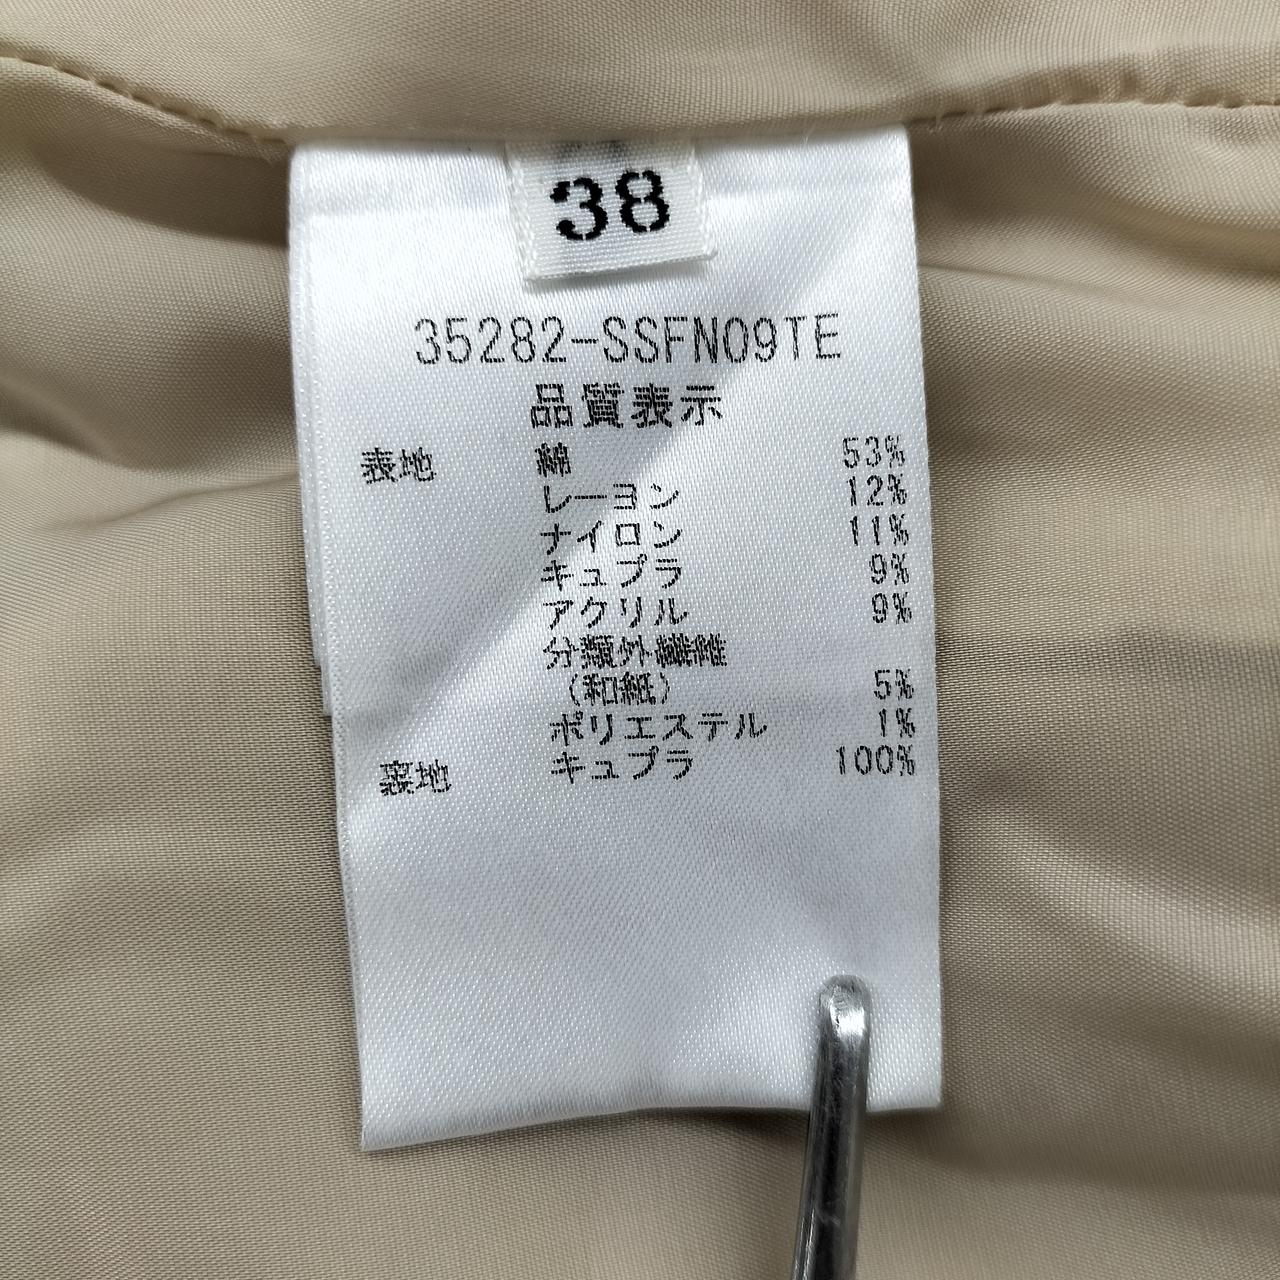 38
35282-SSFN09TE
品質表示
表地 綿 53%
レーヨン 12%
ナイロン 11%
キュプラ 9%
アクリル 9%
分類外繊維
(和紙) 5%
ポリエステル 1%
裏地 キュプラ 100%